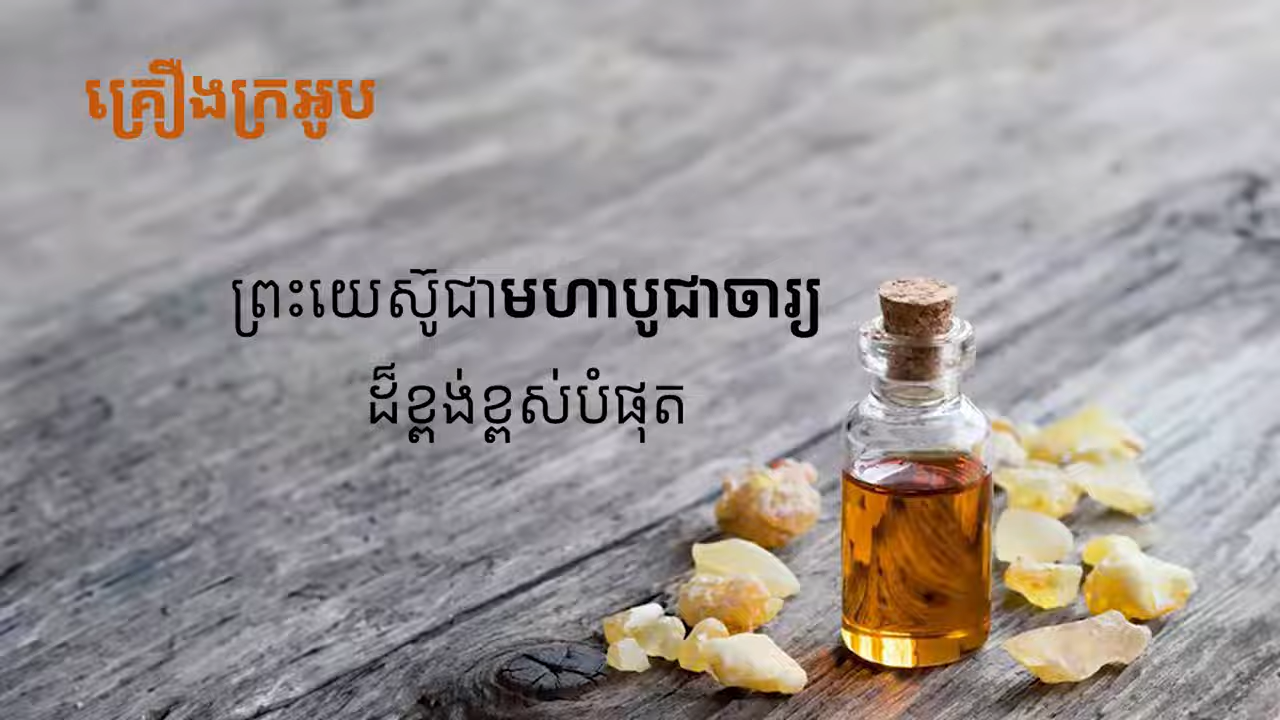 គ្រឿងក្រអូប
ព្រះយេស៊ូជាមហាបូជាចារ្យ
ដ៏ខ្ពង់ខ្ពស់បំផុត